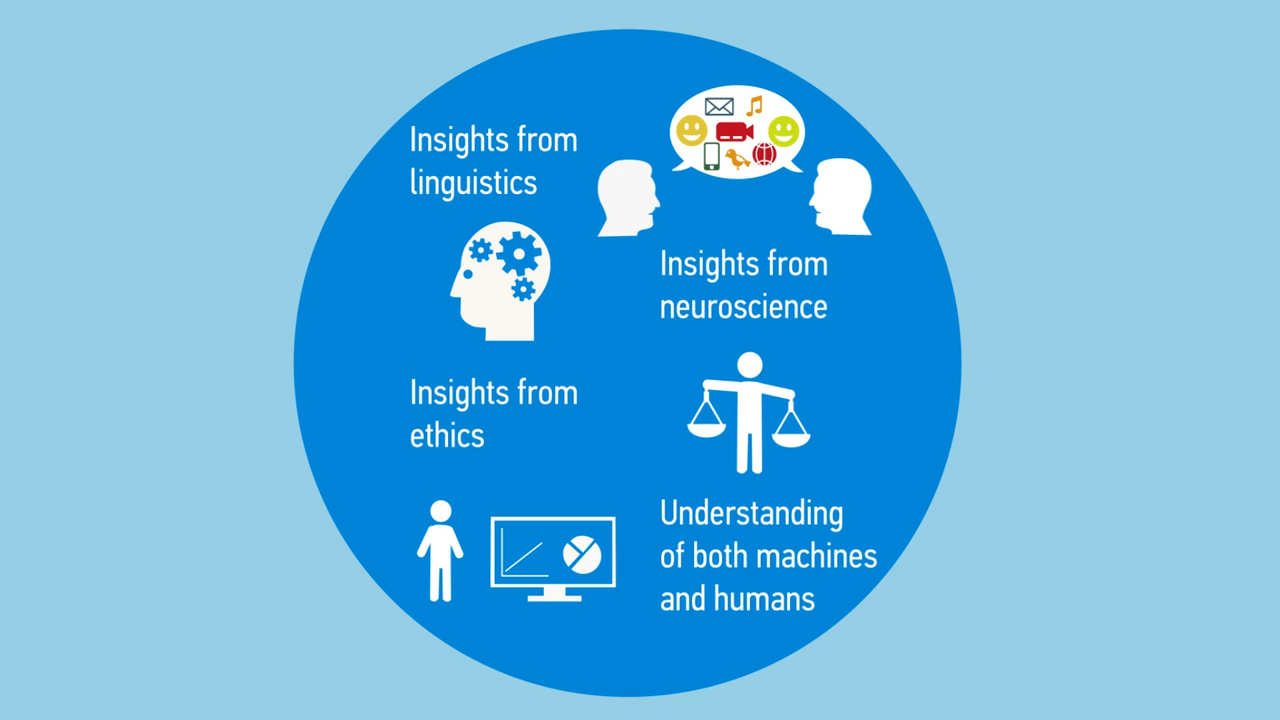 Insights from
linguistics
Insights from
neuroscience
Insights from
ethics
Understanding
of both machines
and humans